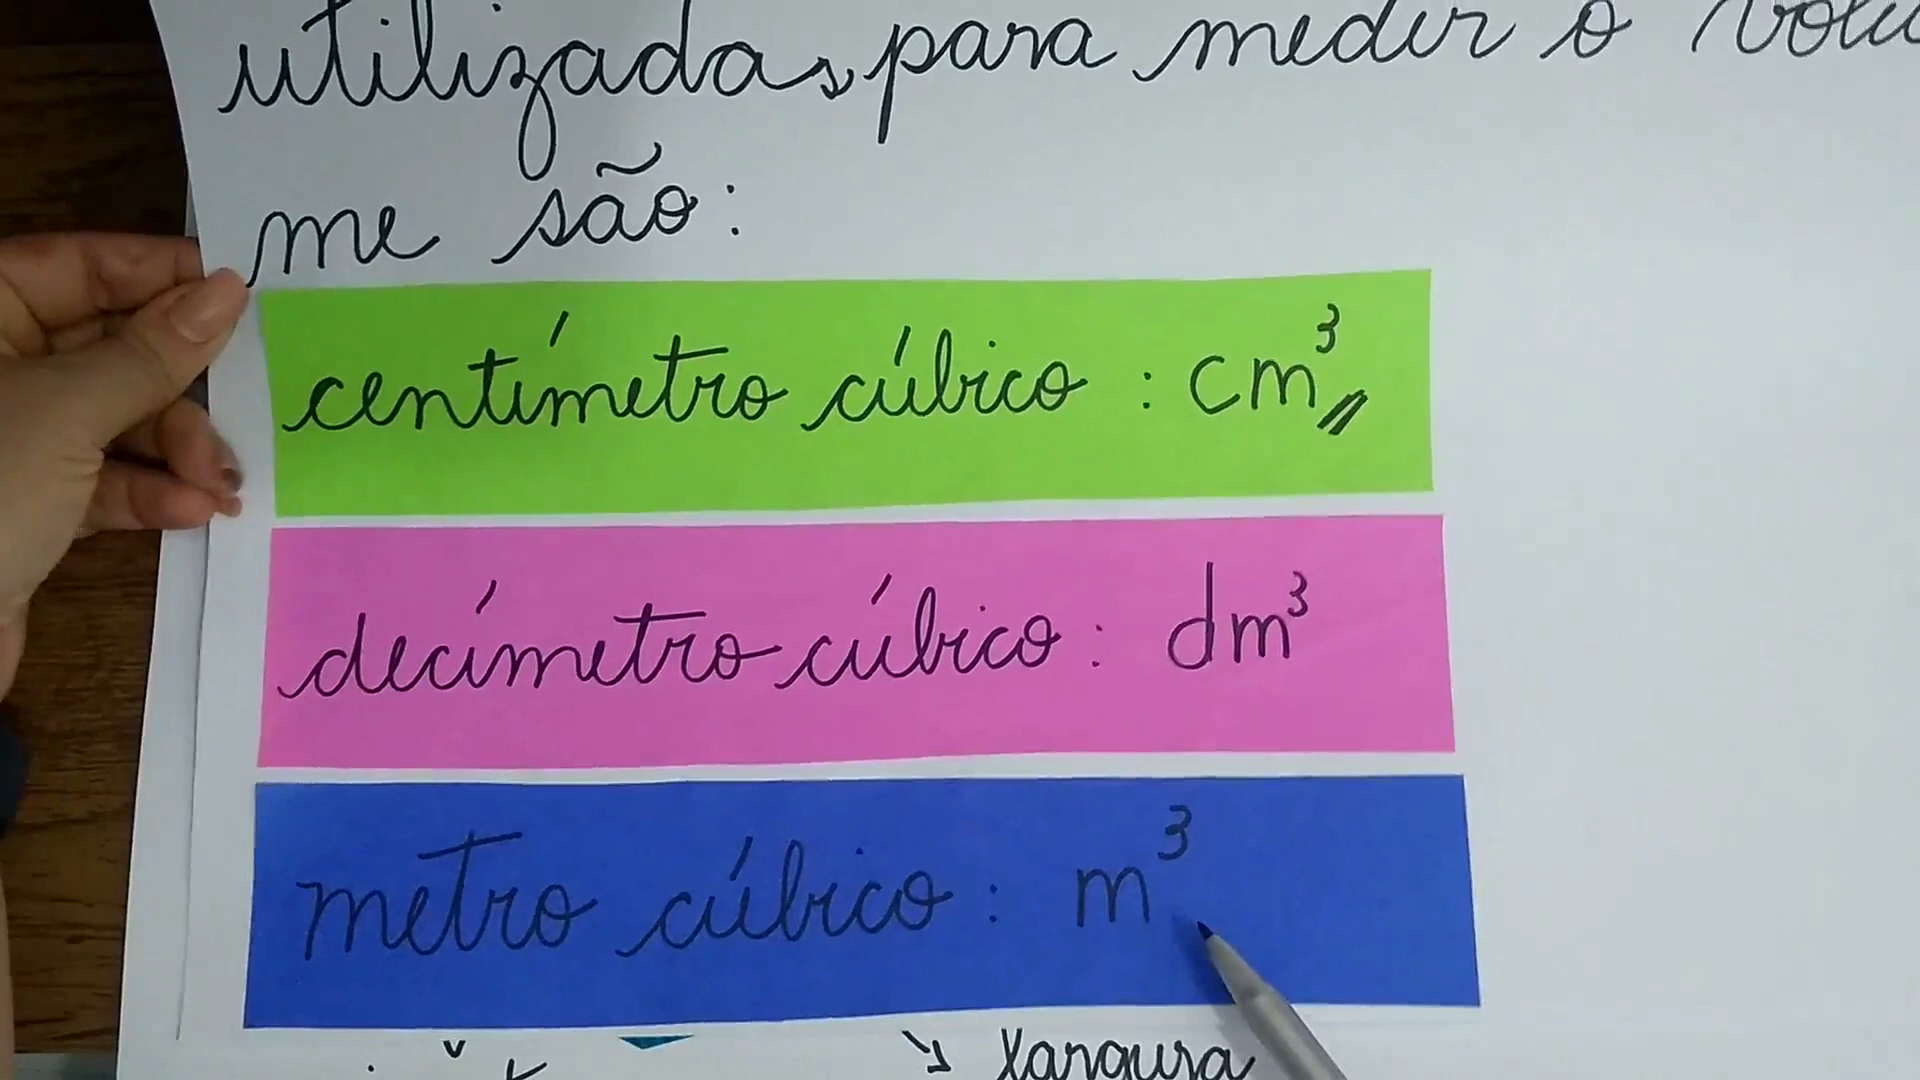 utilizadas para medir o volu
me são:
centímetro cúbico : cm³
decímetro cúbico : dm³
metro cúbico : m³
largura